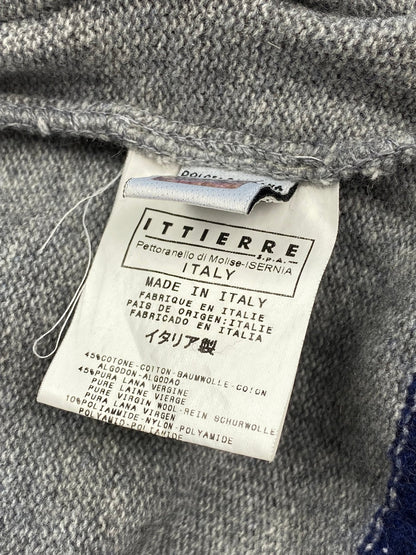 ITTIERRE
S.p.A.
Pettoranello di Molise-ISERNIA
ITALY
MADE IN ITALY
FABRIQUE EN ITALIE
PAIS DE ORIGEN:ITALIE
FABRICADO EN ITALIA
イタリア製
45%COTONE-COTTON-BAUMWOLLE-COTON
ALGODON-ALGODAO
45%PURA LANA VERGINE
PURE LAINE VIERGE
PURE VIRGIN WOOL-REIN SCHURWOLLE
PURA LANA VIRGEN
10%POLIAMMIDE-NYLON-POLYAMIDE
POLYAMID-POLIAMIDE